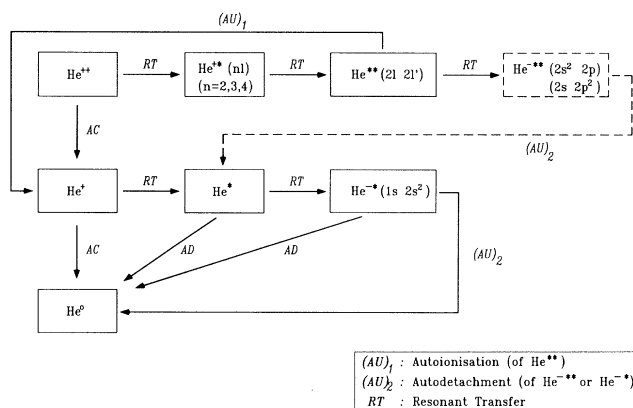 (AU)₁
He⁺⁺
RT
He⁺* (nl)
(n=2,3,4)
RT
He** (2l 2l')
RT
He⁻** (2s² 2p)
(2s 2p²)
AC
(AU)₂
He⁺
RT
He*
RT
He⁻* (1s 2s²)
AC
AD
AD
(AU)₂
He⁰
(AU)₁ : Autoionisation (of He**)
(AU)₂ : Autodetachment (of He⁻** or He⁻*)
RT : Resonant Transfer